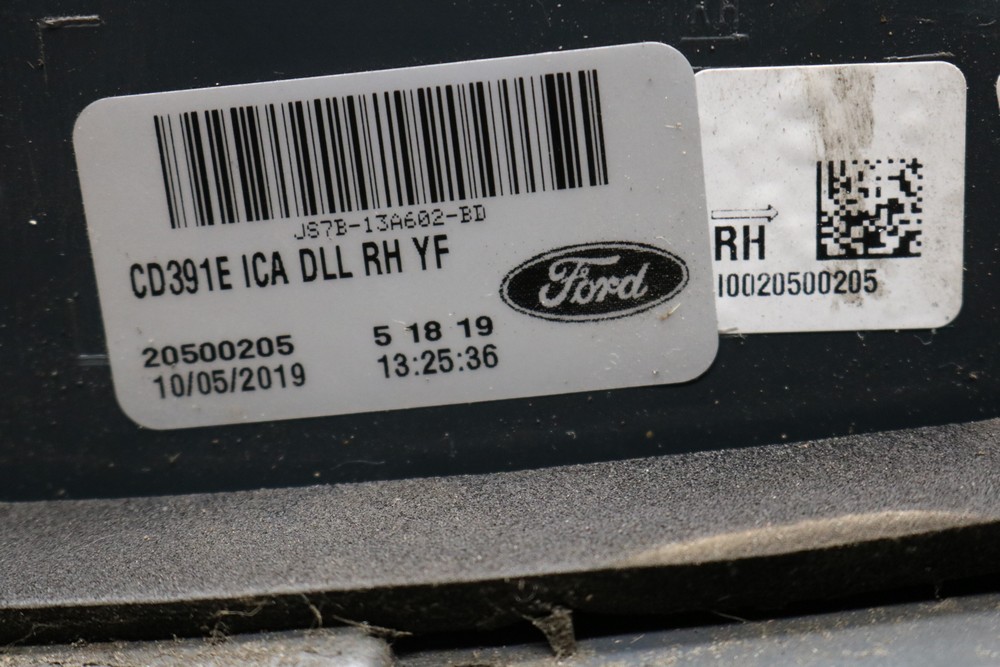 JS7B-13A602-BD
CD391E ICA DLL RH YF
Ford
20500205
5 18 19
10/05/2019
13:25:36
RH
I0020500205